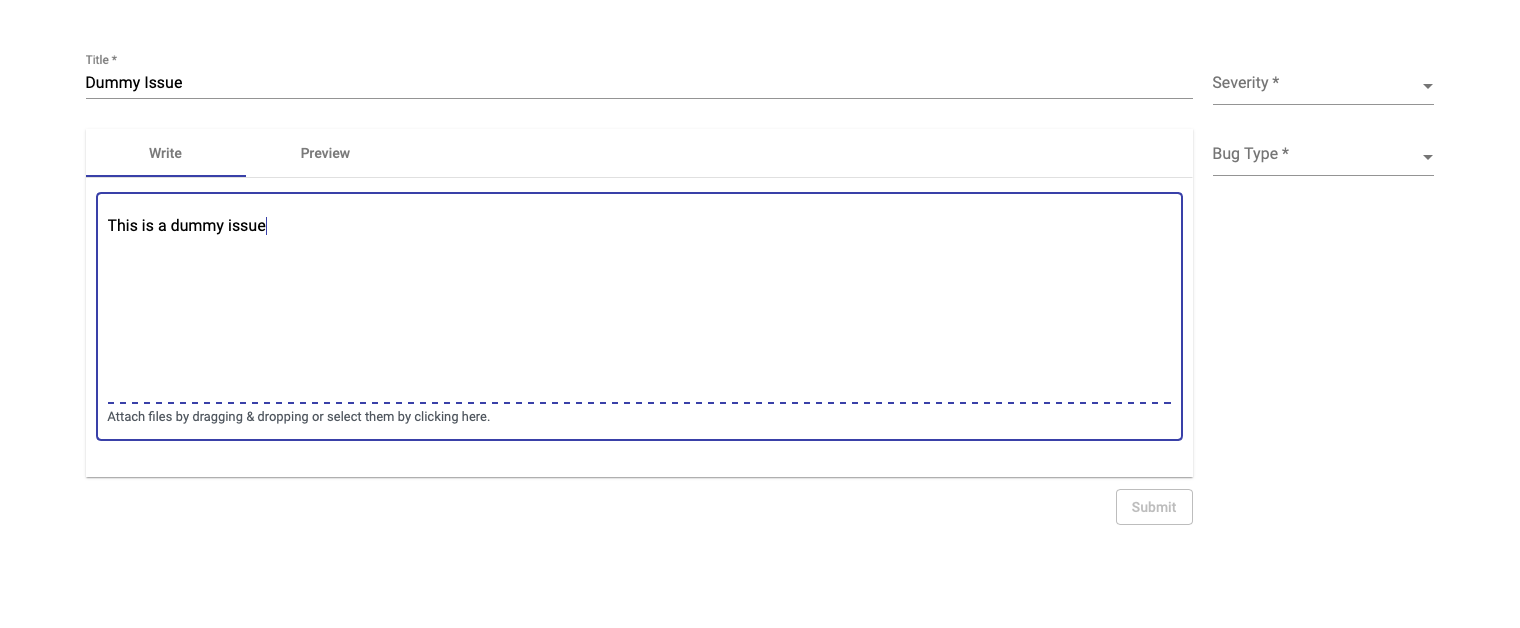 Title *
Dummy Issue
Severity *
Write
Preview
Bug Type *
This is a dummy issue
Attach files by dragging & dropping or select them by clicking here.
Submit